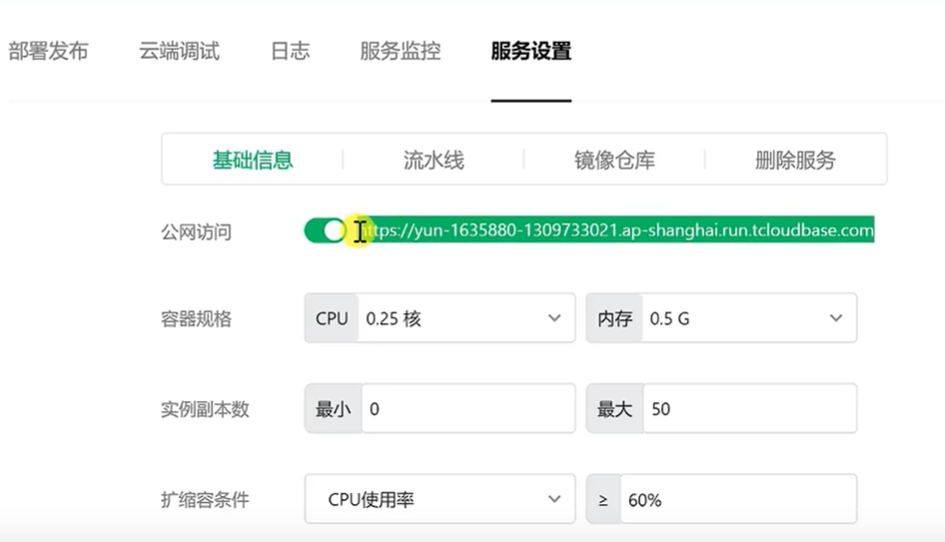 部署发布 云端调试 日志 服务监控 服务设置
基础信息 流水线 镜像仓库 删除服务
公网访问 https://yun-1635880-1309733021.ap-shanghai.run.tcloudbase.com
容器规格 CPU 0.25 核 内存 0.5 G
实例副本数 最小 0 最大 50
扩缩容条件 CPU使用率 ≥ 60%